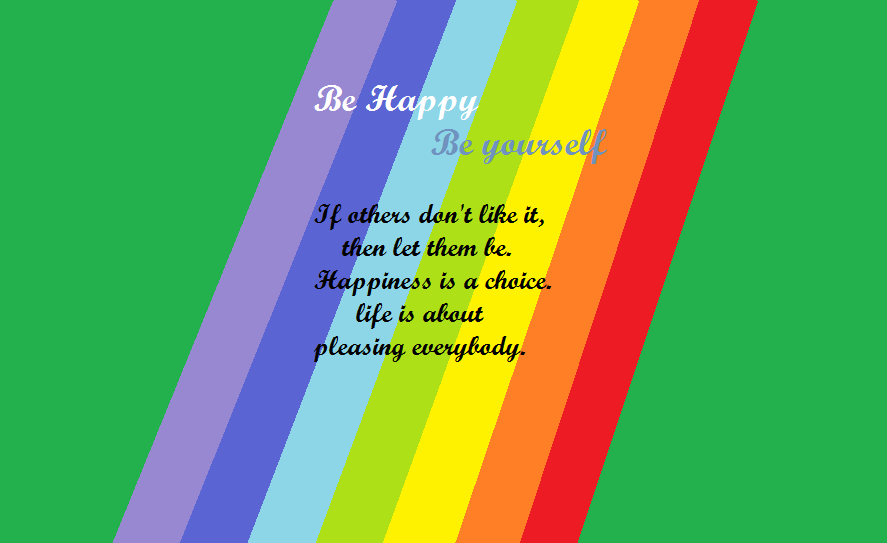 Be Happy
Be yourself
If others don't like it,
then let them be.
Happiness is a choice.
life is about
pleasing everybody.